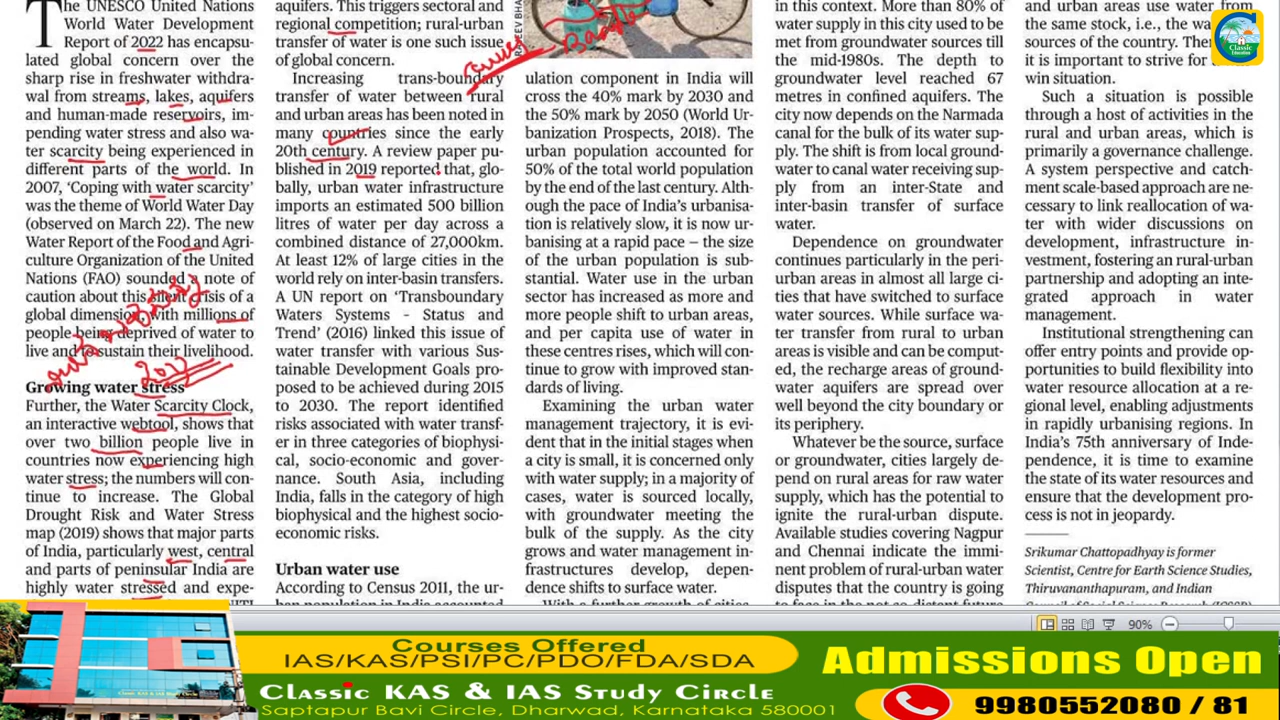 The UNESCO United Nations
World Water Development
Report of 2022 has encapsu-
lated global concern over the
sharp rise in freshwater withdra-
wal from streams, lakes, aquifers
and human-made reservoirs, im-
pending water stress and also wa-
ter scarcity being experienced in
different parts of the world. In
2007, ‘Coping with water scarcity’
was the theme of World Water Day
(observed on March 22). The new
Water Report of the Food and Agri-
culture Organization of the United
Nations (FAO) sounded a note of
caution about this silent crisis of a
global dimension, with millions of
people being deprived of water to
live and to sustain their livelihood.
2017
Growing water stress
Further, the Water Scarcity Clock,
an interactive webtool, shows that
over two billion people live in
countries now experiencing high
water stress; the numbers will con-
tinue to increase. The Global
Drought Risk and Water Stress
map (2019) shows that major parts
of India, particularly west, central
and parts of peninsular India are
highly water stressed and expe-
aquifers. This triggers sectoral and
regional competition; rural-urban
transfer of water is one such issue
of global concern.
Increasing trans-boundary
transfer of water between rural
and urban areas has been noted in
many countries since the early
20th century. A review paper pu-
blished in 2019 reported that, glo-
bally, urban water infrastructure
imports an estimated 500 billion
litres of water per day across a
combined distance of 27,000km.
At least 12% of large cities in the
world rely on inter-basin transfers.
A UN report on ‘Transboundary
Waters Systems – Status and
Trend’ (2016) linked this issue of
water transfer with various Sus-
tainable Development Goals pro-
posed to be achieved during 2015
to 2030. The report identified
risks associated with water transf-
er in three categories of biophysi-
cal, socio-economic and gover-
nance. South Asia, including
India, falls in the category of high
biophysical and the highest socio-
economic risks.
Urban water use
According to Census 2011, the ur-
ban population in India accounted
ulation component in India will
cross the 40% mark by 2030 and
the 50% mark by 2050 (World Ur-
banization Prospects, 2018). The
urban population accounted for
50% of the total world population
by the end of the last century. Alth-
ough the pace of India’s urbanisa-
tion is relatively slow, it is now ur-
banising at a rapid pace – the size
of the urban population is sub-
stantial. Water use in the urban
sector has increased as more and
more people shift to urban areas,
and per capita use of water in
these centres rises, which will con-
tinue to grow with improved stan-
dards of living.
Examining the urban water
management trajectory, it is evi-
dent that in the initial stages when
a city is small, it is concerned only
with water supply; in a majority of
cases, water is sourced locally,
with groundwater meeting the
bulk of the supply. As the city
grows and water management in-
frastructures develop, depen-
dence shifts to surface water.
With a further growth of cities,
in this context. More than 80% of
water supply in this city used to be
met from groundwater sources till
the mid-1980s. The depth to
groundwater level reached 67
metres in confined aquifers. The
city now depends on the Narmada
canal for the bulk of its water sup-
ply. The shift is from local ground-
water to canal water receiving sup-
ply from an inter-State and
inter-basin transfer of surface
water.
Dependence on groundwater
continues particularly in the peri-
urban areas in almost all large ci-
ties that have switched to surface
water sources. While surface wa-
ter transfer from rural to urban
areas is visible and can be comput-
ed, the recharge areas of ground-
water aquifers are spread over
well beyond the city boundary or
its periphery.
Whatever be the source, surface
or groundwater, cities largely de-
pend on rural areas for raw water
supply, which has the potential to
ignite the rural-urban dispute.
Available studies covering Nagpur
and Chennai indicate the immi-
nent problem of rural-urban water
disputes that the country is going
to face in the not so distant future
and urban areas use water from
the same stock, i.e., the wa
sources of the country. The
it is important to strive for
win situation.
Such a situation is possible
through a host of activities in the
rural and urban areas, which is
primarily a governance challenge.
A system perspective and catch-
ment scale-based approach are ne-
cessary to link reallocation of wa-
ter with wider discussions on
development, infrastructure in-
vestment, fostering an rural-urban
partnership and adopting an inte-
grated approach in water
management.
Institutional strengthening can
offer entry points and provide op-
portunities to build flexibility into
water resource allocation at a re-
gional level, enabling adjustments
in rapidly urbanising regions. In
India’s 75th anniversary of Inde-
pendence, it is time to examine
the state of its water resources and
ensure that the development pro-
cess is not in jeopardy.
Srikumar Chattopadhyay is former
Scientist, Centre for Earth Science Studies,
Thiruvananthapuram, and Indian
Classic
Education
90%
Courses Offered
IAS/KAS/PSI/PC/PDO/FDA/SDA
Classic KAS & IAS Study Circle
Saptapur Bavi Circle, Dharwad, Karnataka 580001
Admissions Open
9980552080 / 81